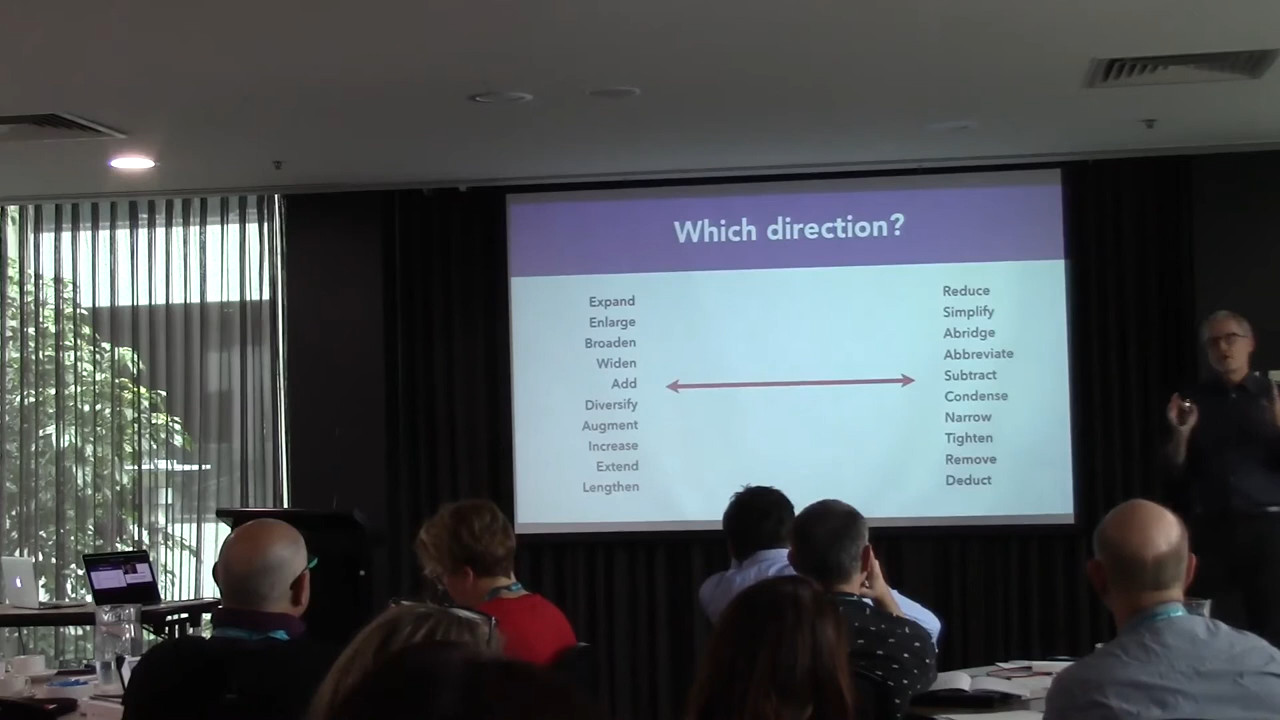 Which direction?
Expand
Enlarge
Broaden
Widen
Add
Diversify
Augment
Increase
Extend
Lengthen
Reduce
Simplify
Abridge
Abbreviate
Subtract
Condense
Narrow
Tighten
Remove
Deduct